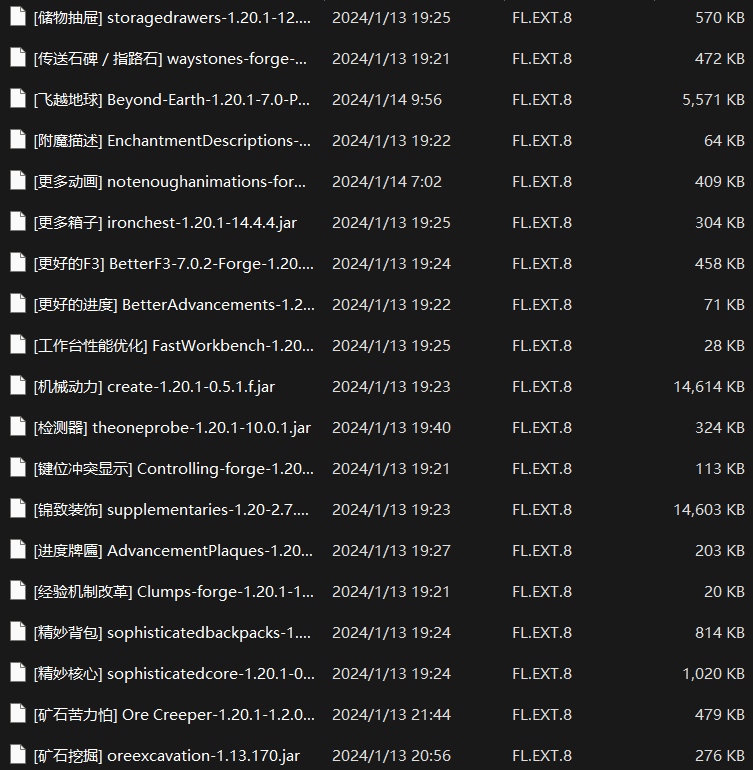 [储物抽屉] storagedrawers-1.20.1-12.... 2024/1/13 19:25 FL.EXT.8 570 KB
[传送石碑 / 指路石] waystones-forge-... 2024/1/13 19:21 FL.EXT.8 472 KB
[飞越地球] Beyond-Earth-1.20.1-7.0-P... 2024/1/14 9:56 FL.EXT.8 5,571 KB
[附魔描述] EnchantmentDescriptions-... 2024/1/13 19:22 FL.EXT.8 64 KB
[更多动画] notenoughanimations-for... 2024/1/14 7:02 FL.EXT.8 409 KB
[更多箱子] ironchest-1.20.1-14.4.4.jar 2024/1/13 19:25 FL.EXT.8 304 KB
[更好的F3] BetterF3-7.0.2-Forge-1.20.... 2024/1/13 19:24 FL.EXT.8 458 KB
[更好的进度] BetterAdvancements-1.2... 2024/1/13 19:22 FL.EXT.8 71 KB
[工作台性能优化] FastWorkbench-1.20... 2024/1/13 19:25 FL.EXT.8 28 KB
[机械动力] create-1.20.1-0.5.1.f.jar 2024/1/13 19:23 FL.EXT.8 14,614 KB
[检测器] theoneprobe-1.20.1-10.0.1.jar 2024/1/13 19:40 FL.EXT.8 324 KB
[键位冲突显示] Controlling-forge-1.20... 2024/1/13 19:21 FL.EXT.8 113 KB
[锦致装饰] supplementaries-1.20-2.7.... 2024/1/13 19:23 FL.EXT.8 14,603 KB
[进度牌匾] AdvancementPlaques-1.20... 2024/1/13 19:27 FL.EXT.8 203 KB
[经验机制改革] Clumps-forge-1.20.1-1... 2024/1/13 19:21 FL.EXT.8 20 KB
[精妙背包] sophisticatedbackpacks-1.... 2024/1/13 19:24 FL.EXT.8 814 KB
[精妙核心] sophisticatedcore-1.20.1-0... 2024/1/13 19:24 FL.EXT.8 1,020 KB
[矿石苦力怕] Ore Creeper-1.20.1-1.2.0... 2024/1/13 21:44 FL.EXT.8 479 KB
[矿石挖掘] oreexcavation-1.13.170.jar 2024/1/13 20:56 FL.EXT.8 276 KB